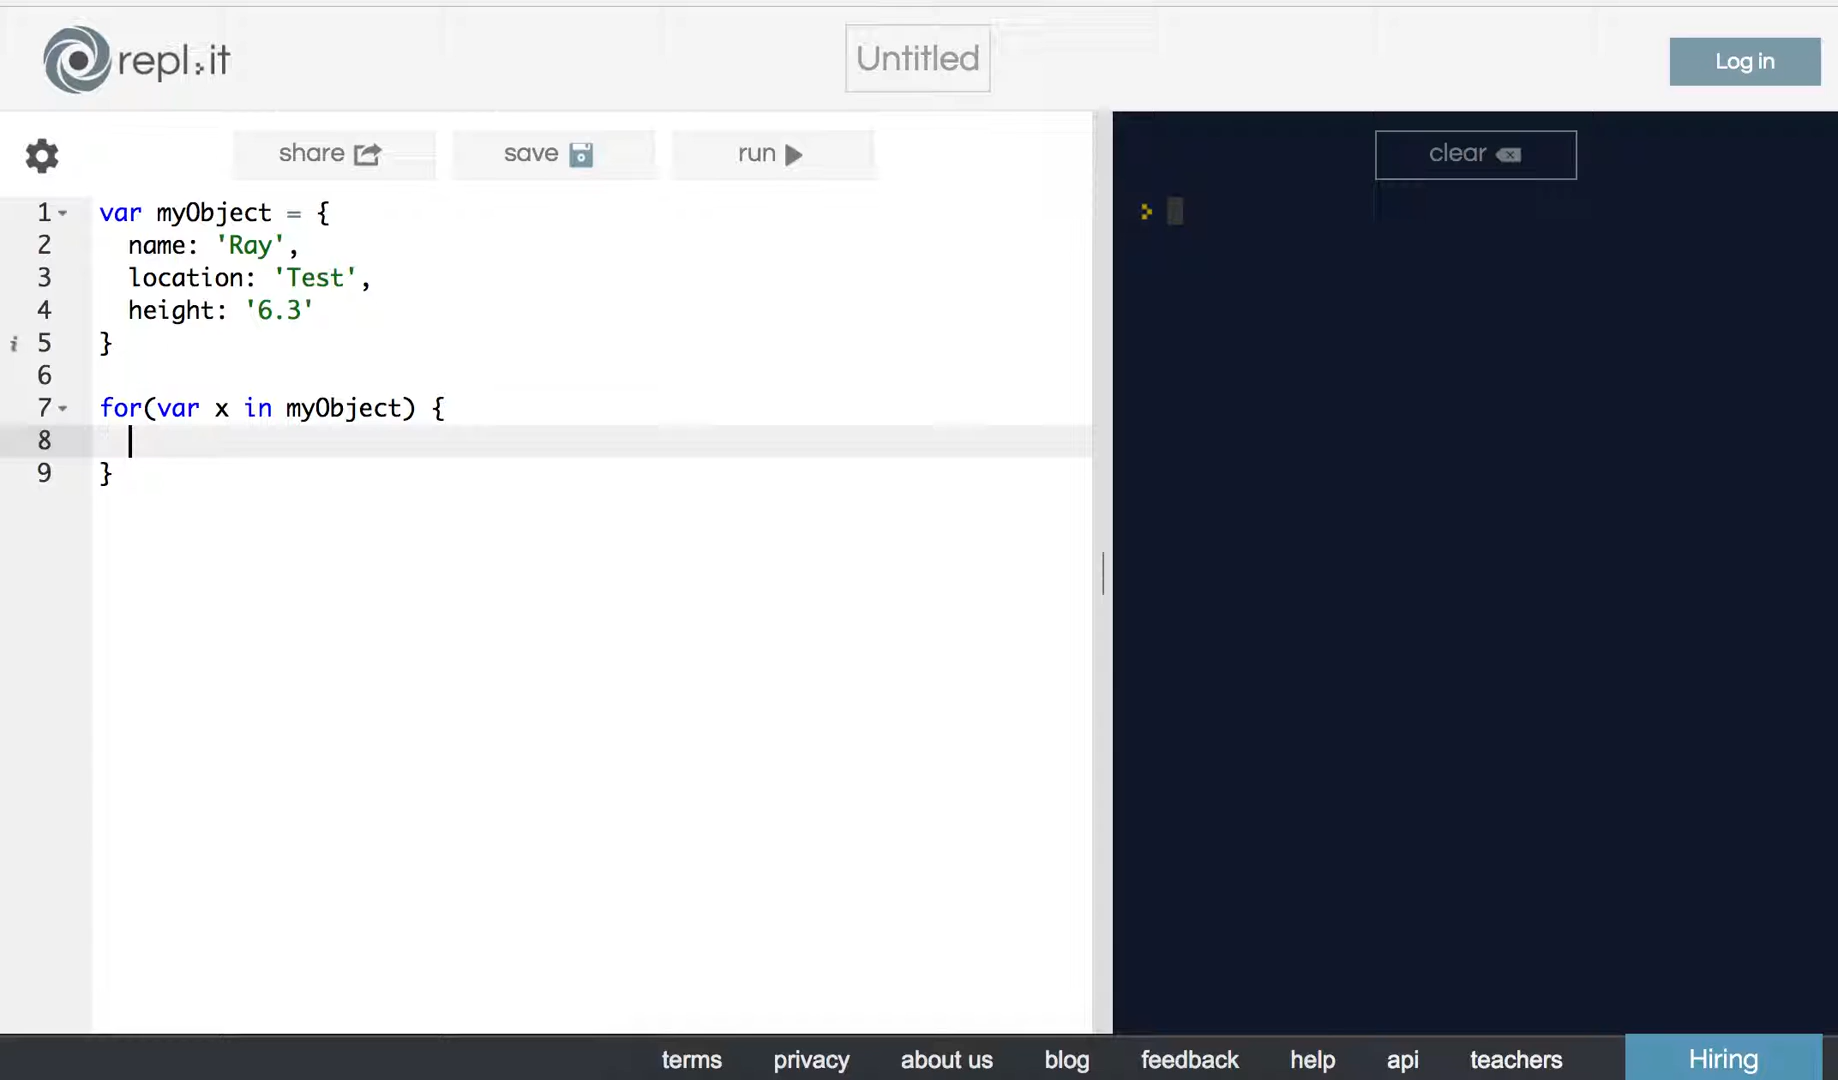 repl.it
Untitled
Log in
share
save
run
clear
1 var myObject = {
2 name: 'Ray',
3 location: 'Test',
4 height: '6.3'
i 5 }
6
7 for(var x in myObject) {
8
9 }
>
terms privacy about us blog feedback help api teachers Hiring